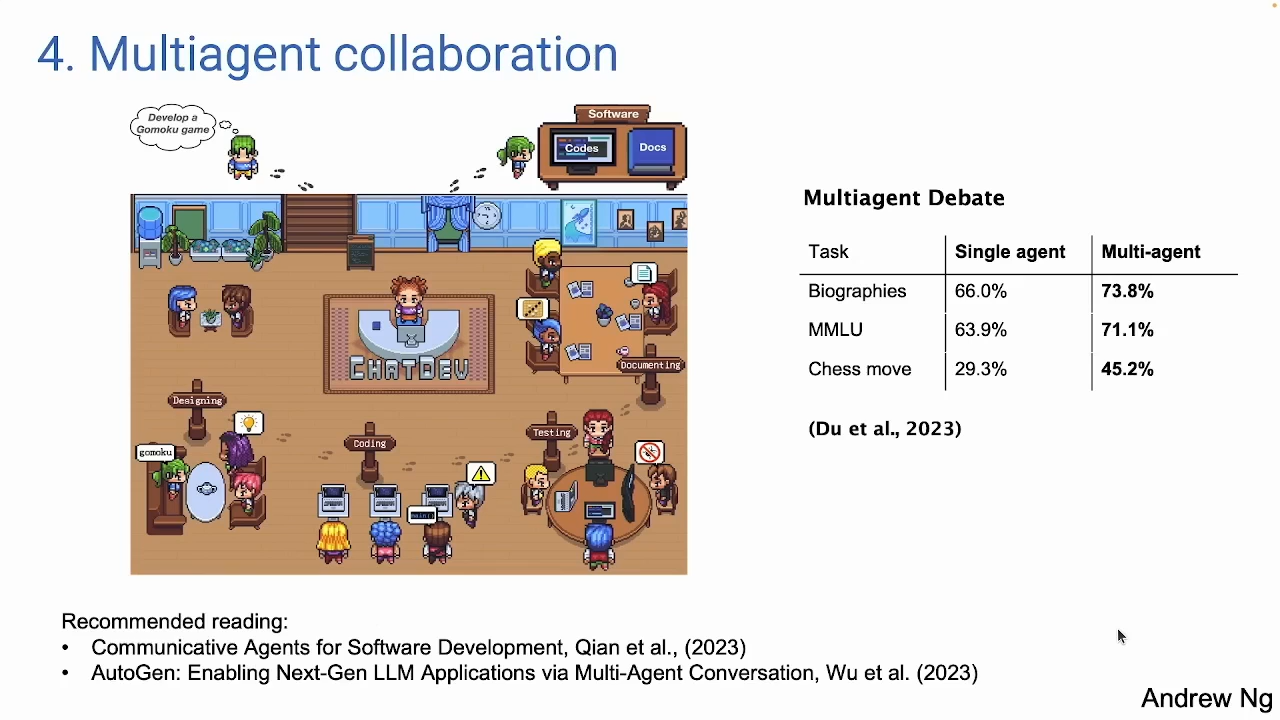 4. Multiagent collaboration
Develop a
Gomoku game
Software
Codes
Docs
CHATDEV
Documenting
Designing
gomoku
Coding
Testing
Multiagent Debate
Task Single agent Multi-agent
Biographies 66.0% 73.8%
MMLU 63.9% 71.1%
Chess move 29.3% 45.2%
(Du et al., 2023)
Recommended reading:
• Communicative Agents for Software Development, Qian et al., (2023)
• AutoGen: Enabling Next-Gen LLM Applications via Multi-Agent Conversation, Wu et al. (2023)
Andrew Ng